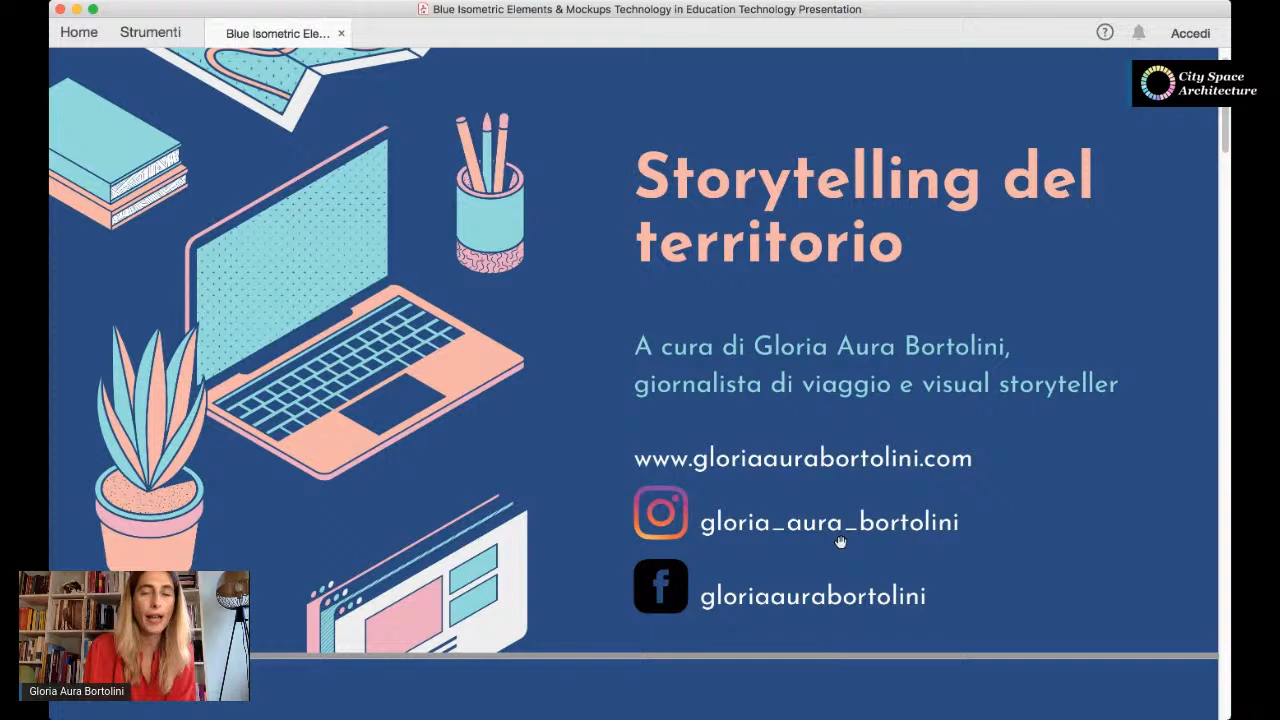 Blue Isometric Elements & Mockups Technology in Education Technology Presentation
Home
Strumenti
Blue Isometric Ele...
Accedi
City Space
Architecture
Storytelling del
territorio
A cura di Gloria Aura Bortolini,
giornalista di viaggio e visual storyteller
www.gloriaaurabortolini.com
gloria_aura_bortolini
gloriaaurabortolini
Gloria Aura Bortolini